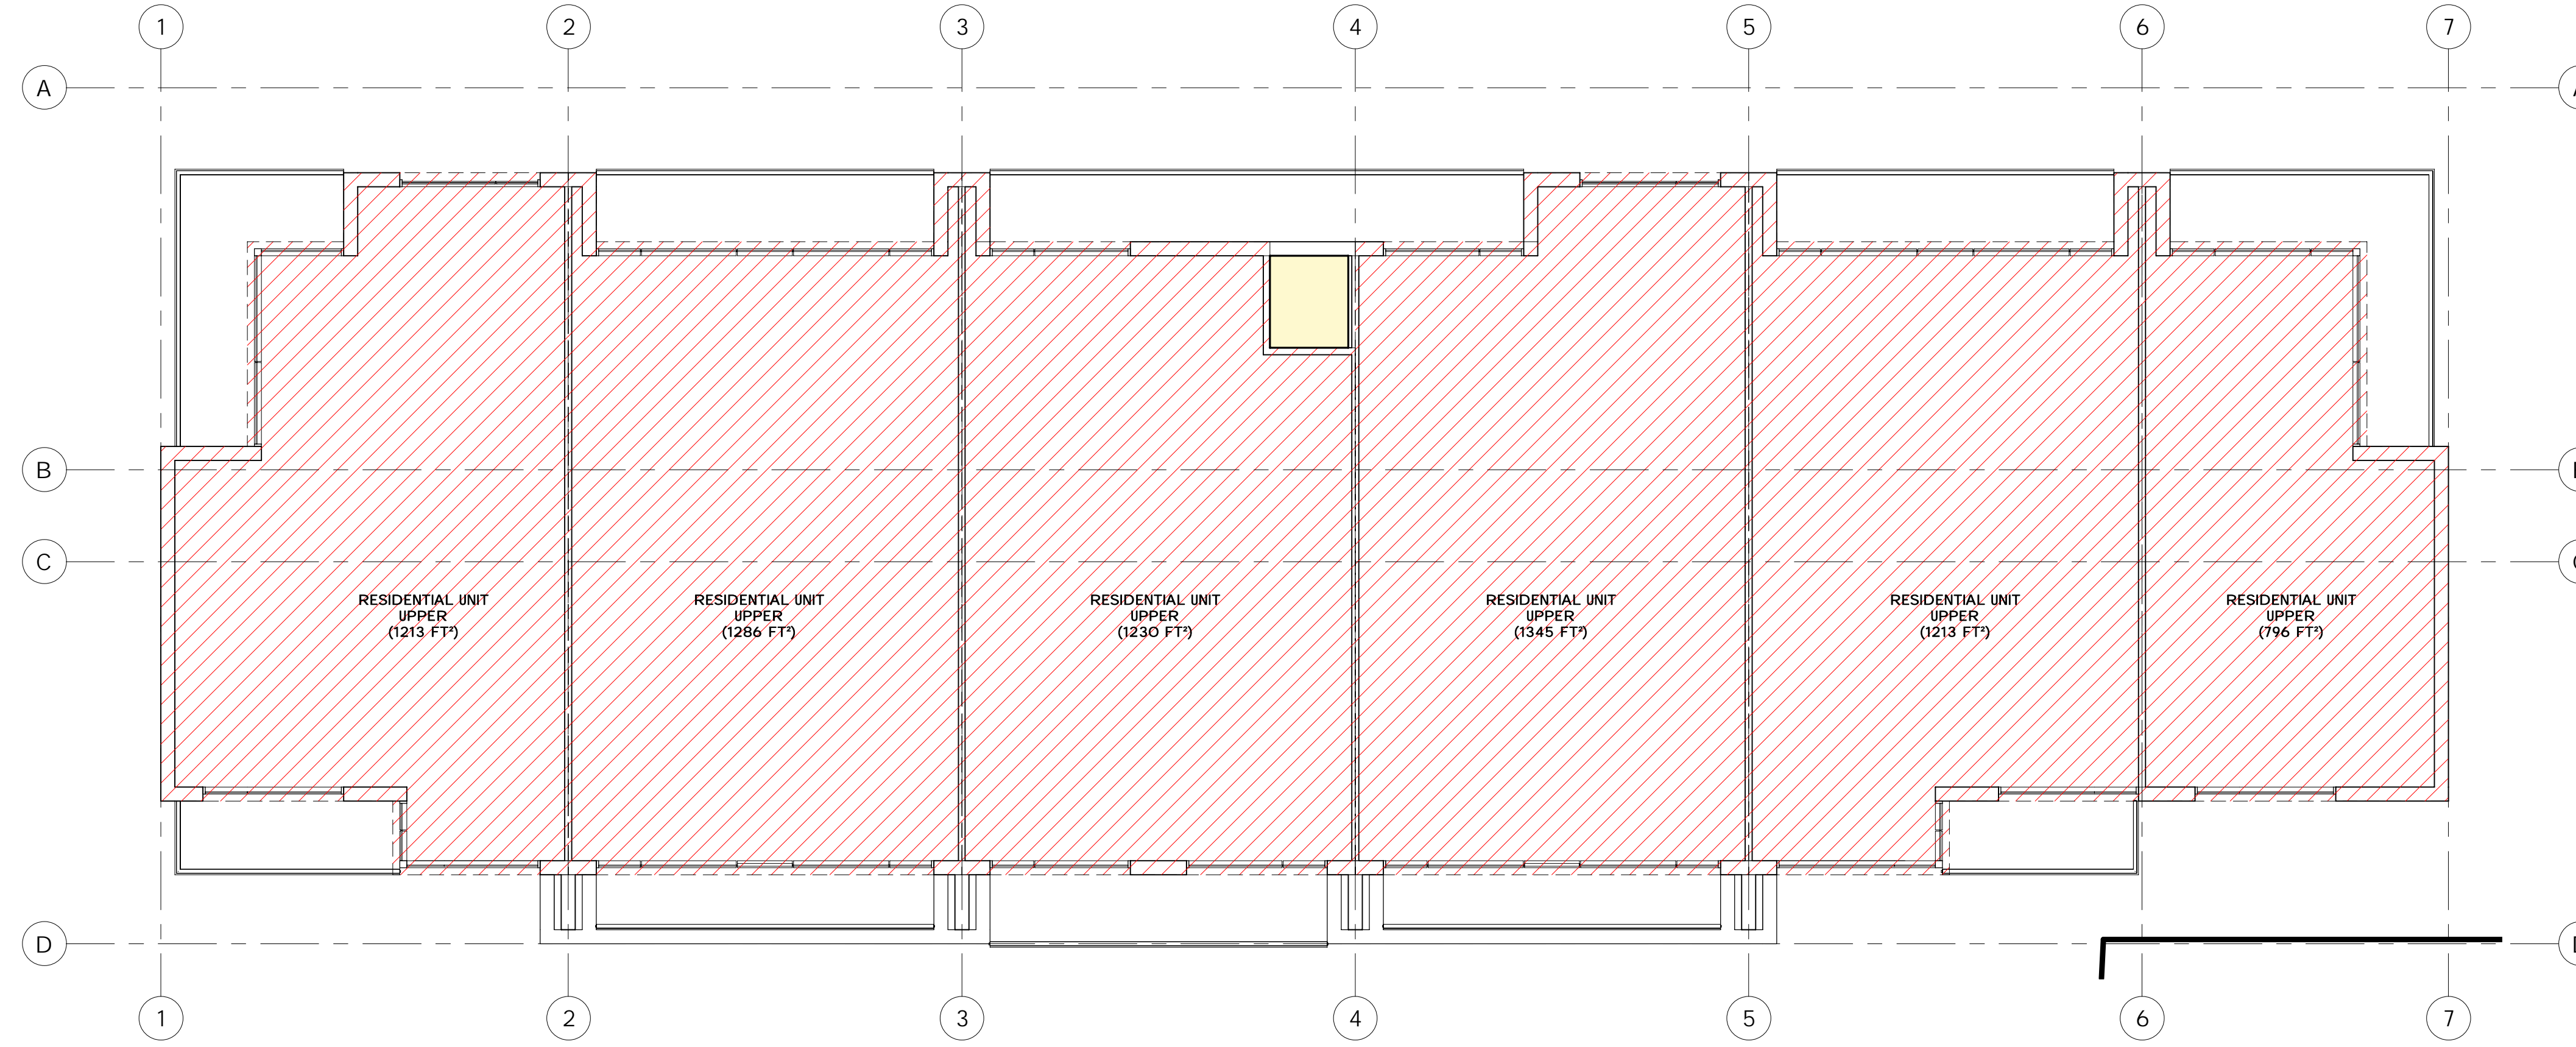 1 2 3 4 5 6 7
A A
B B
C C
RESIDENTIAL UNIT
UPPER
(1213 FT²)
RESIDENTIAL UNIT
UPPER
(1286 FT²)
RESIDENTIAL UNIT
UPPER
(1230 FT²)
RESIDENTIAL UNIT
UPPER
(1345 FT²)
RESIDENTIAL UNIT
UPPER
(1213 FT²)
RESIDENTIAL UNIT
UPPER
(796 FT²)
D D
1 2 3 4 5 6 7